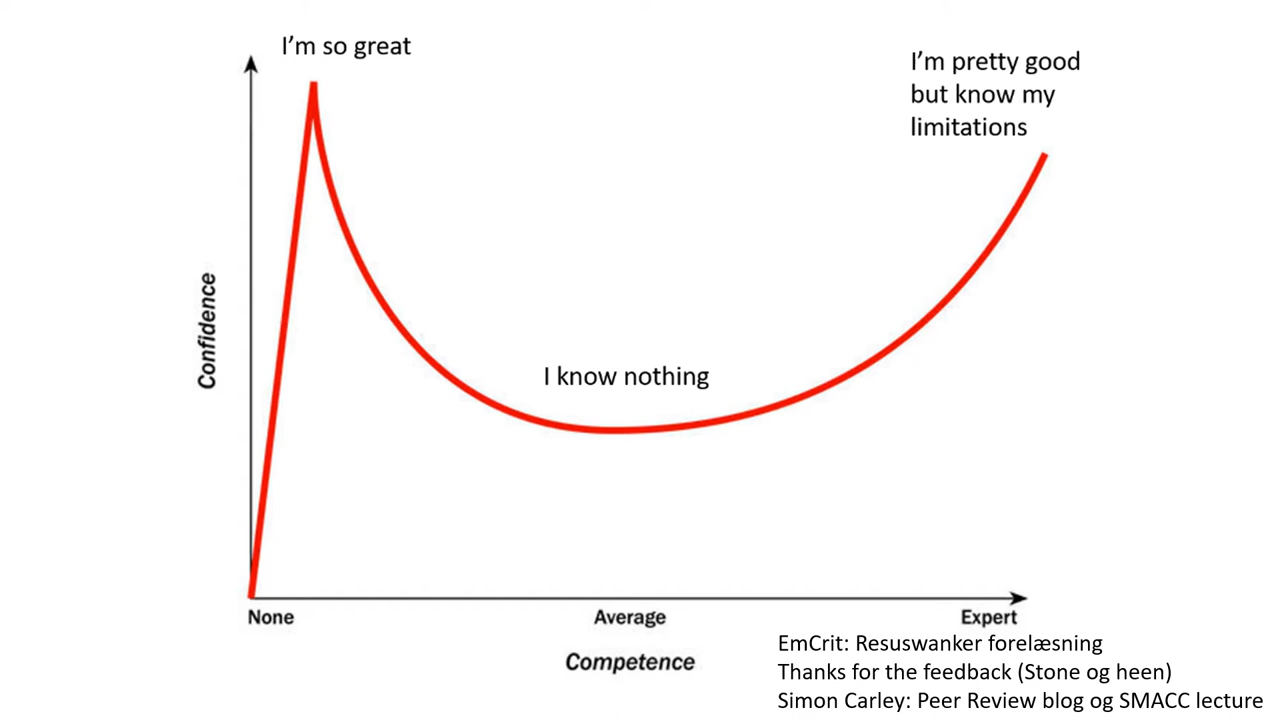 I'm so great
I'm pretty good
but know my
limitations
Confidence
I know nothing
None
Average
Expert
Competence
EmCrit: Resuswanker forelæsning
Thanks for the feedback (Stone og heen)
Simon Carley: Peer Review blog og SMACC lecture